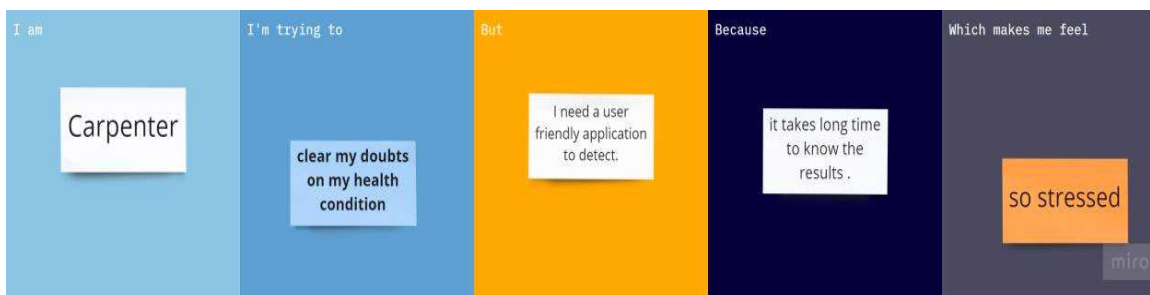 I am
Carpenter
I'm trying to
clear my doubts
on my health
condition
But
I need a user
friendly application
to detect.
Because
it takes long time
to know the
results .
Which makes me feel
so stressed
miro